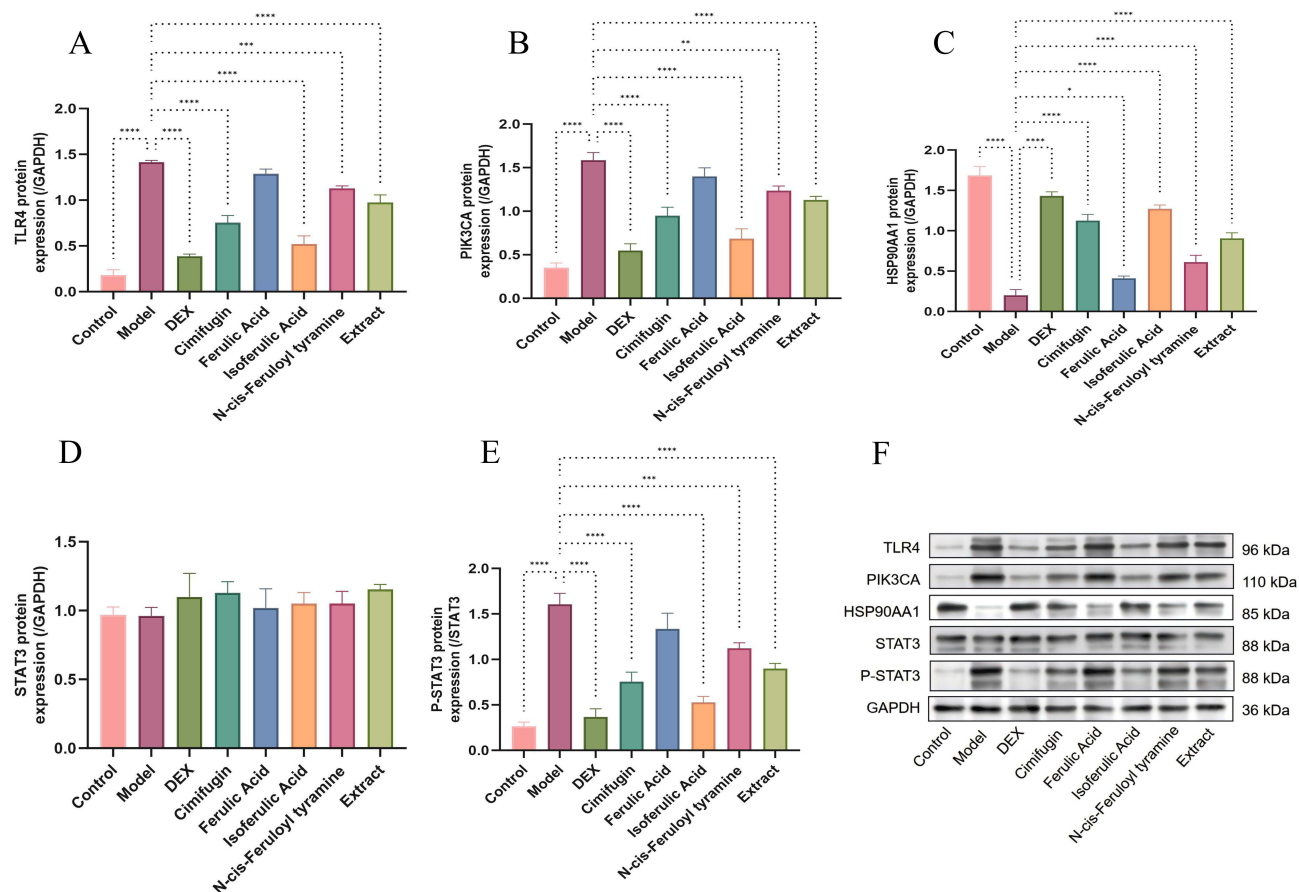 A
****
***
****
****
****
****
TLR4 protein
expression (/GAPDH)
2.0
1.5
1.0
0.5
0.0
Control
Model
DEX
Cimifugin
Ferulic Acid
Isoferulic Acid
N-cis-Feruloyl tyramine
Extract
B
****
**
****
****
****
****
PIK3CA protein
expression (/GAPDH)
2.0
1.5
1.0
0.5
0.0
Control
Model
DEX
Cimifugin
Ferulic Acid
Isoferulic Acid
N-cis-Feruloyl tyramine
Extract
C
****
****
****
*
****
****
****
HSP90AA1 protein
expression (/GAPDH)
2.0
1.5
1.0
0.5
0.0
Control
Model
DEX
Cimifugin
Ferulic Acid
Isoferulic Acid
N-cis-Feruloyl tyramine
Extract
D
STAT3 protein
expression (/GAPDH)
1.5
1.0
0.5
0.0
Control
Model
DEX
Cimifugin
Ferulic Acid
Isoferulic Acid
N-cis-Feruloyl tyramine
Extract
E
****
***
****
****
****
****
P-STAT3 protein
expression (/STAT3)
2.0
1.5
1.0
0.5
0.0
Control
Model
DEX
Cimifugin
Ferulic Acid
Isoferulic Acid
N-cis-Feruloyl tyramine
Extract
F
TLR4 96 kDa
PIK3CA 110 kDa
HSP90AA1 85 kDa
STAT3 88 kDa
P-STAT3 88 kDa
GAPDH 36 kDa
Control
Model
DEX
Cimifugin
Ferulic Acid
Isoferulic Acid
N-cis-Feruloyl tyramine
Extract